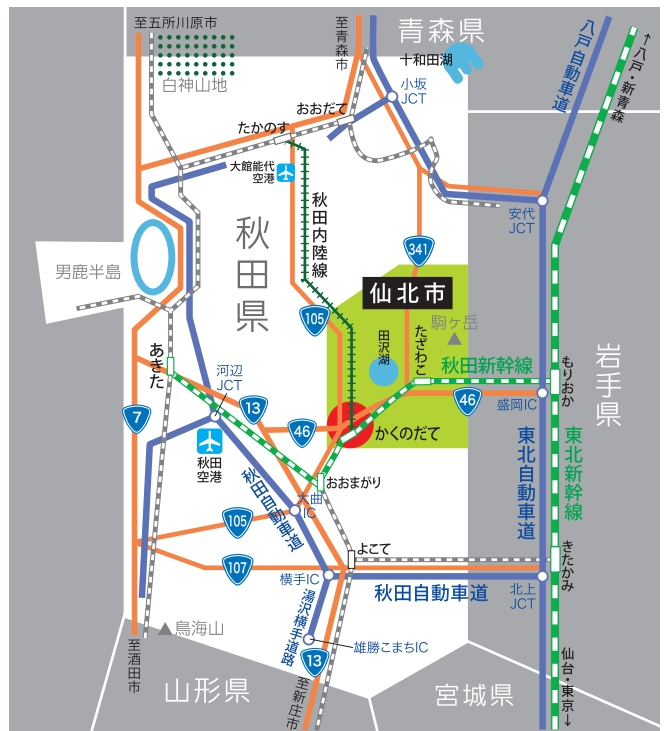 至五所川原市
至青森市
青森県
八戸自動車道
↑八戸・新青森
十和田湖
白神山地
小坂
JCT
おおだて
たかのす
大館能代
空港
安代
JCT
秋田内陸線
秋田県
341
仙北市
男鹿半島
105
駒ヶ岳
田沢湖
たざわこ
秋田新幹線
もりおか
岩手県
あきた
河辺
JCT
13
7
46
46
盛岡IC
かくのだて
秋田
空港
秋田自動車道
おおまがり
大曲
IC
東北自動車道
東北新幹線
105
よこて
きたかみ
107
横手IC
秋田自動車道
北上
JCT
湯沢横手道路
鳥海山
雄勝こまちIC
至酒田市
13
至新庄市
仙台・東京↓
山形県
宮城県